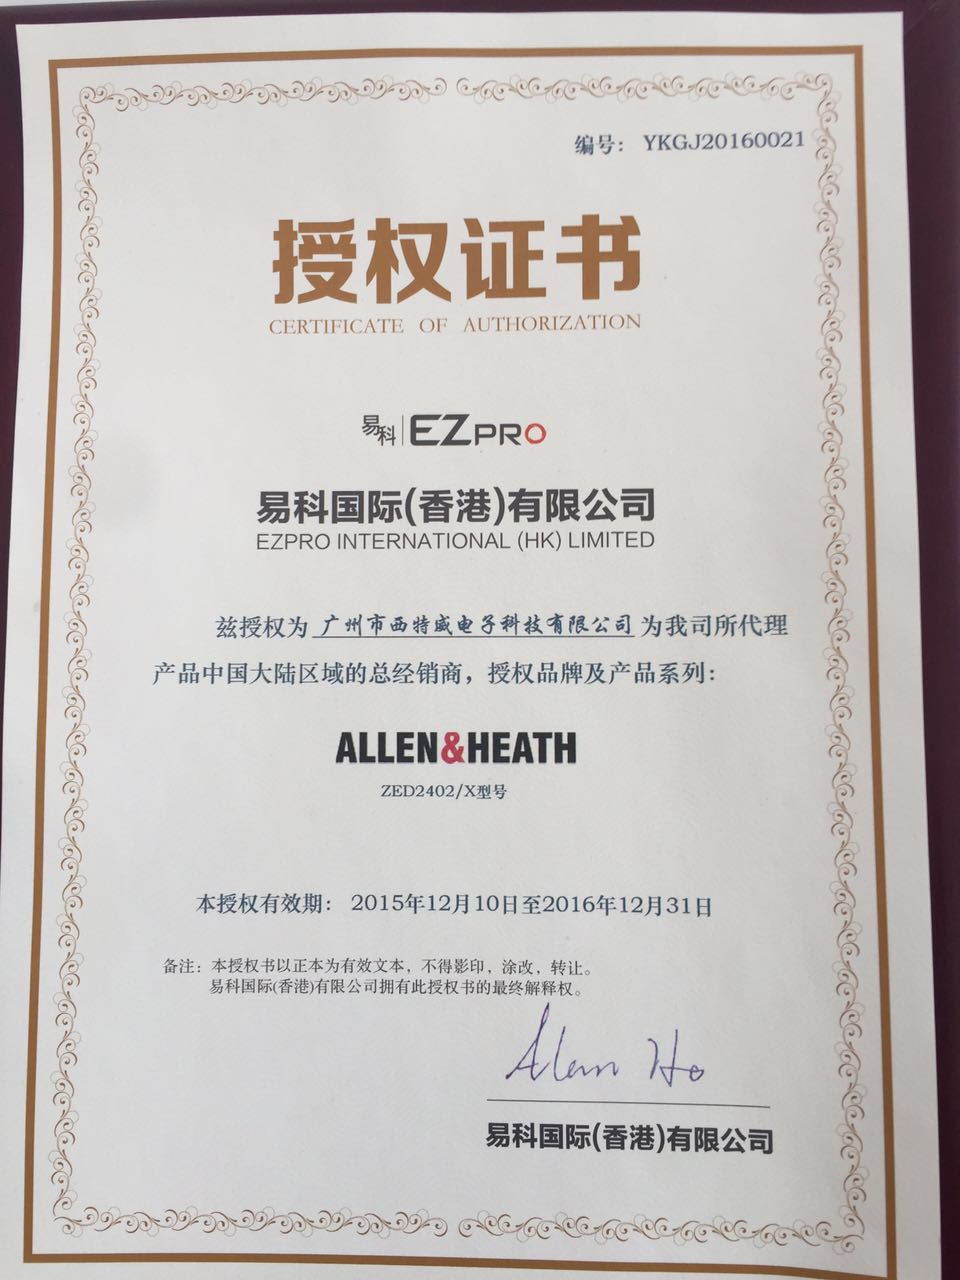 编号： YKGJ20160021
授权证书
CERTIFICATE OF AUTHORIZATION
易科 EZPRO
易科国际(香港)有限公司
EZPRO INTERNATIONAL (HK) LIMITED
兹授权为 广州市西特威电子科技有限公司 为我司所代理
产品中国大陆区域的总经销商，授权品牌及产品系列：
ALLEN&HEATH
ZED2402/X型号
本授权有效期： 2015年12月10日至2016年12月31日
备注：本授权书以正本为有效文本，不得影印，涂改，转让。
易科国际(香港)有限公司拥有此授权书的最终解释权。
Alan Ho
易科国际(香港)有限公司